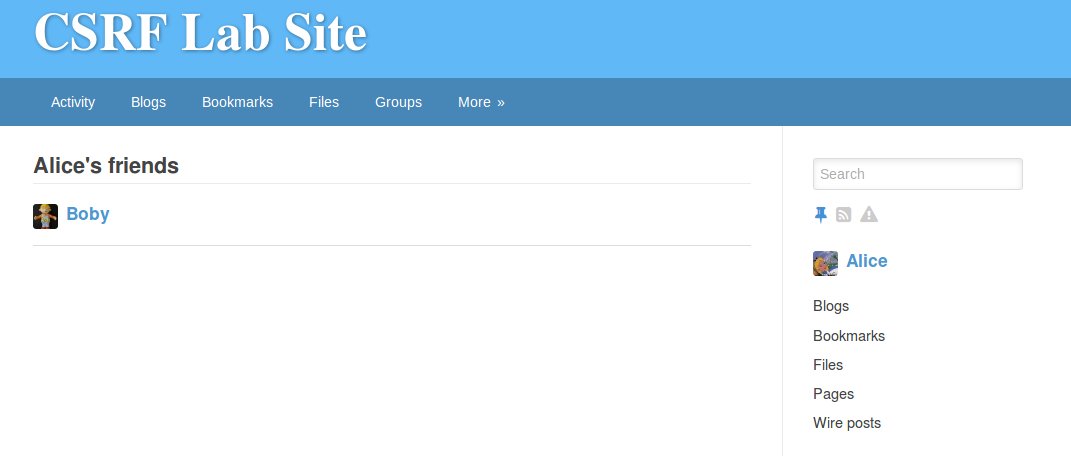 CSRF Lab Site
Activity Blogs Bookmarks Files Groups More »
Alice's friends
Boby
Search
Alice
Blogs
Bookmarks
Files
Pages
Wire posts